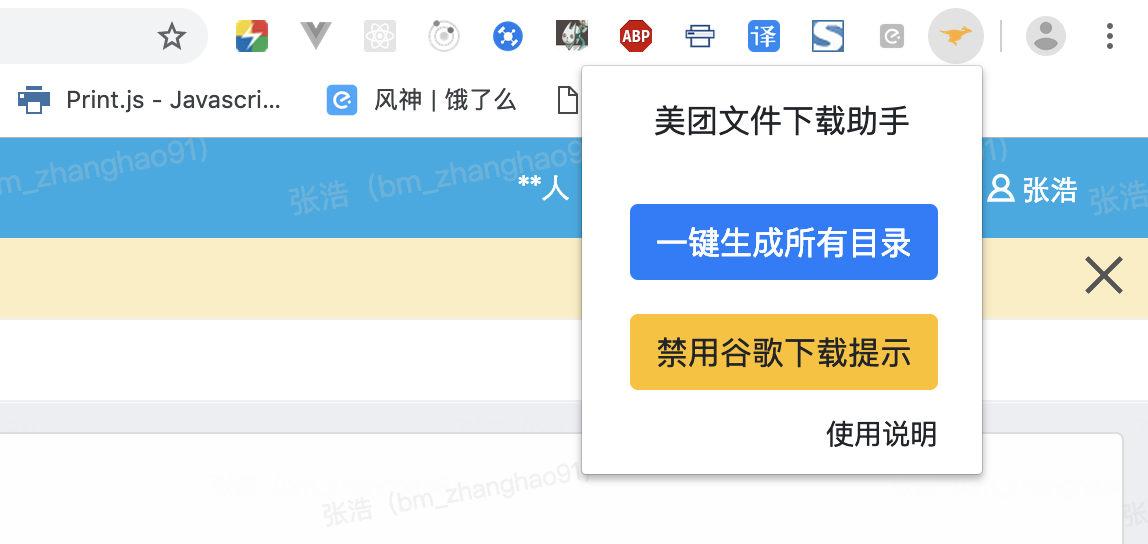 ABP
译
Print.js - Javascri...
风神 | 饿了么
美团文件下载助手
bm_zhanghao91)
张浩（bm_zhanghao91)
**人
张浩
张浩
一键生成所有目录
禁用谷歌下载提示
使用说明
张浩（bm_zhanghao91)